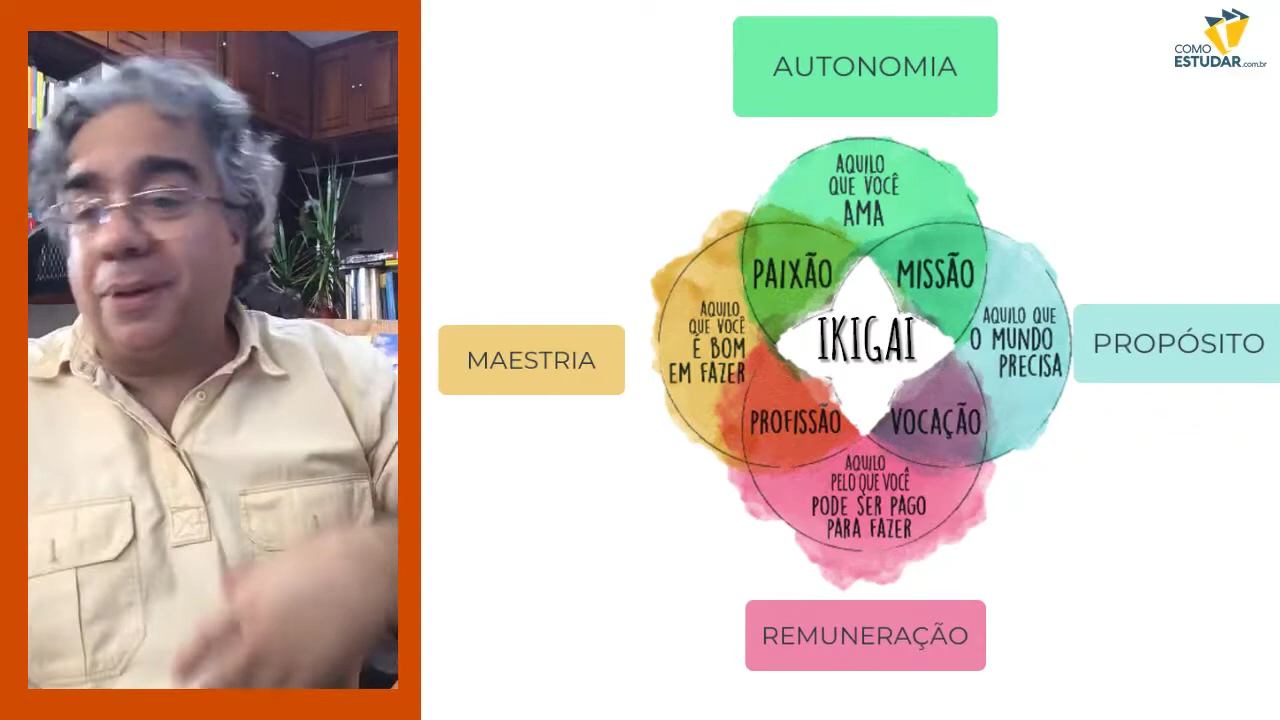 COMO
ESTUDAR.com.br
AUTONOMIA
AQUILO
QUE VOCÊ
AMA
PAIXÃO
MISSÃO
AQUILO
QUE VOCÊ
É BOM
EM FAZER
IKIGAI
AQUILO QUE
O MUNDO
PRECISA
MAESTRIA
PROPÓSITO
PROFISSÃO
VOCAÇÃO
AQUILO
PELO QUE VOCÊ
PODE SER PAGO
PARA FAZER
REMUNERAÇÃO